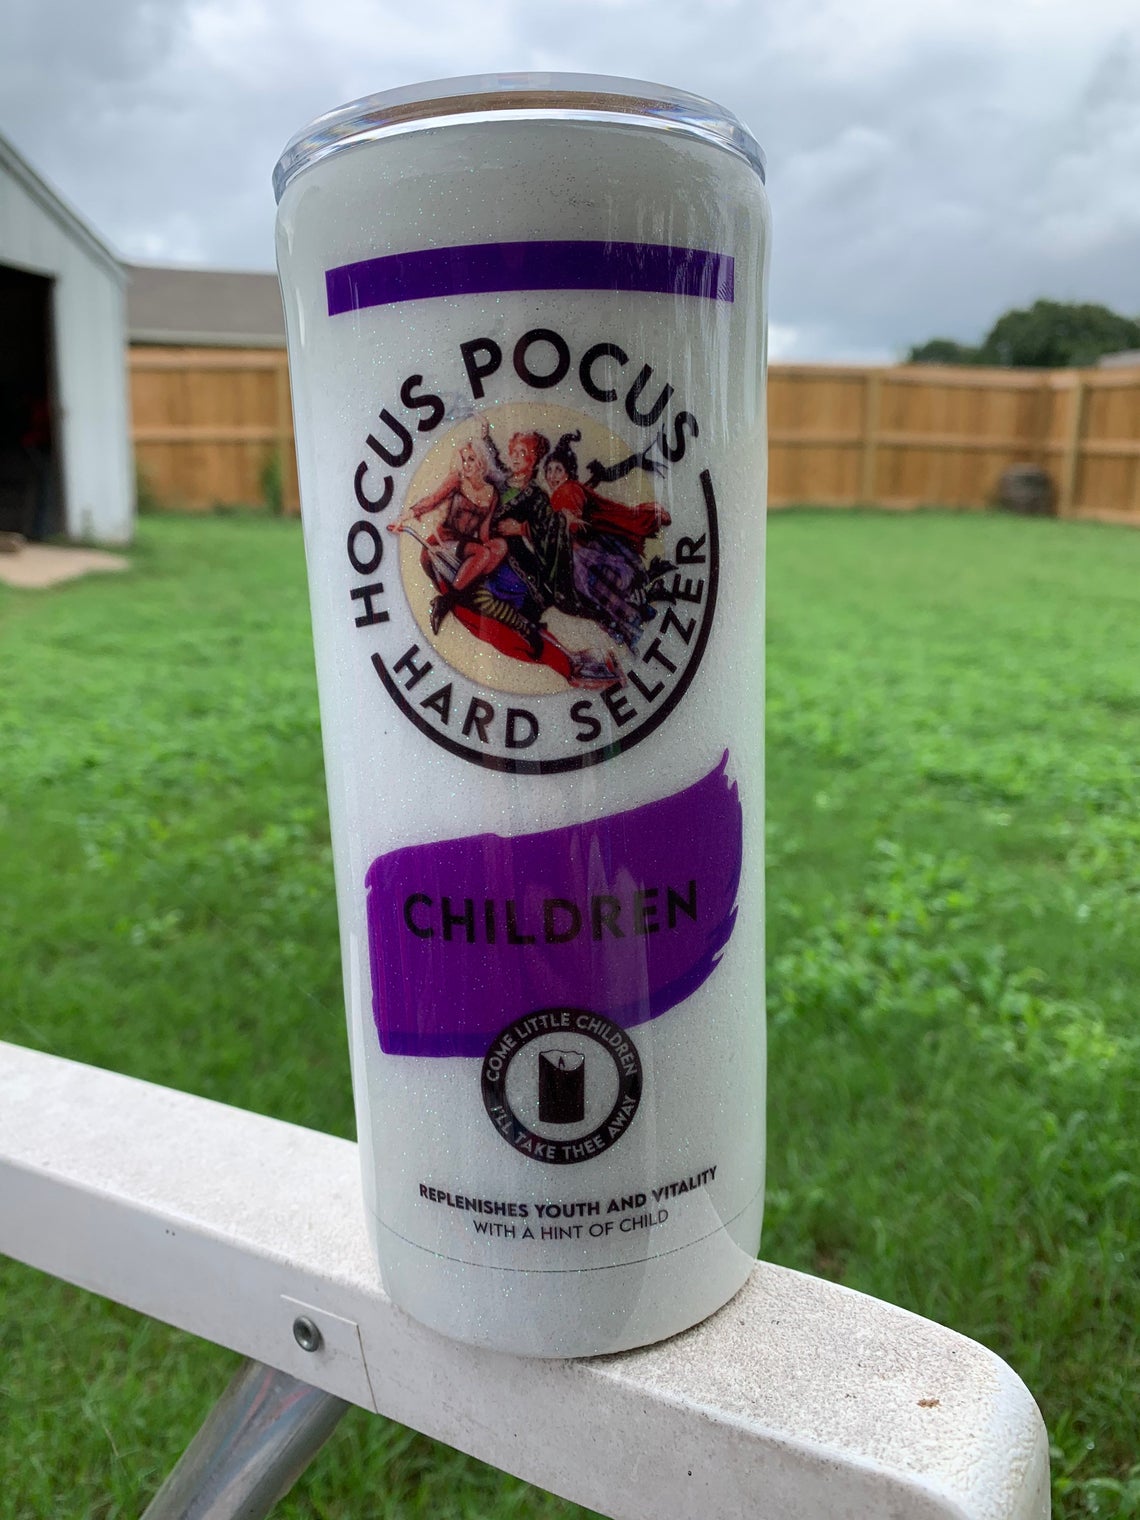 HOCUS POCUS
HARD SELTZER
CHILDREN
COME LITTLE CHILDREN
I'LL TAKE THEE AWAY
REPLENISHES YOUTH AND VITALITY
WITH A HINT OF CHILD